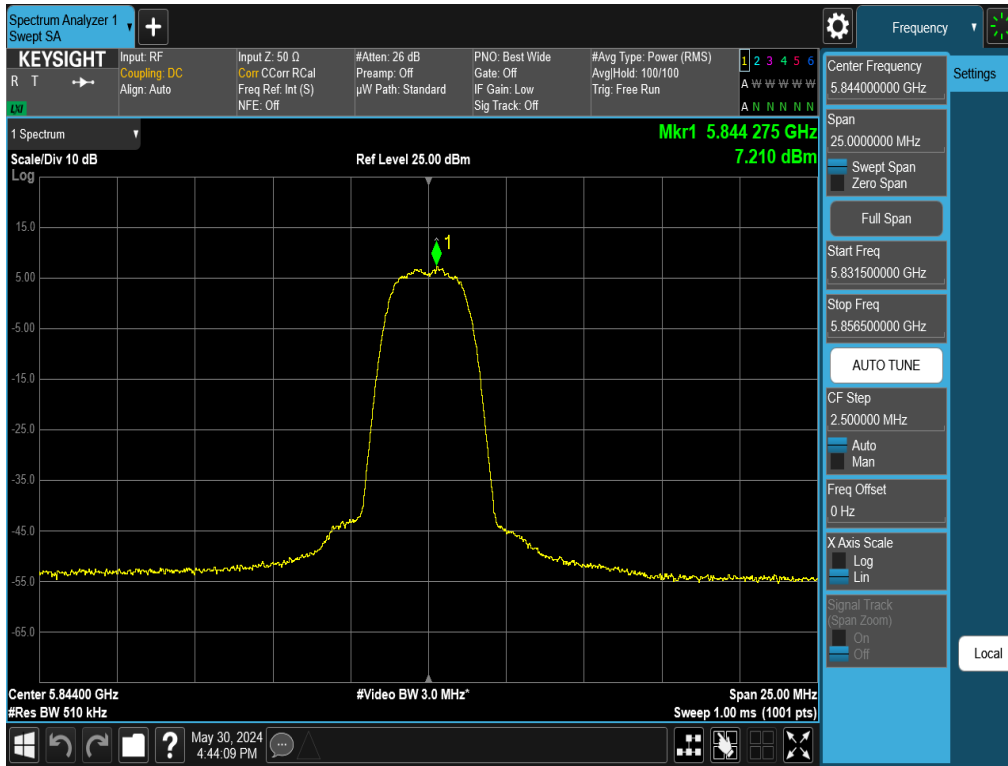 Spectrum Analyzer 1
Swept SA
+
Frequency
KEYSIGHT
R T
LXI
Input: RF
Coupling: DC
Align: Auto
Input Z: 50 Ω
Corr CCorr RCal
Freq Ref: Int (S)
NFE: Off
#Atten: 26 dB
Preamp: Off
µW Path: Standard
PNO: Best Wide
Gate: Off
IF Gain: Low
Sig Track: Off
#Avg Type: Power (RMS)
Avg|Hold: 100/100
Trig: Free Run
1 2 3 4 5 6
A W W W W W
A N N N N N
1 Spectrum
Scale/Div 10 dB
Log
Ref Level 25.00 dBm
Mkr1 5.844 275 GHz
7.210 dBm
15.0
5.00
-5.00
-15.0
-25.0
-35.0
-45.0
-55.0
-65.0
1
Center 5.84400 GHz
#Res BW 510 kHz
#Video BW 3.0 MHz*
Span 25.00 MHz
Sweep 1.00 ms (1001 pts)
Center Frequency
5.844000000 GHz
Settings
Span
25.0000000 MHz
Swept Span
Zero Span
Full Span
Start Freq
5.831500000 GHz
Stop Freq
5.856500000 GHz
AUTO TUNE
CF Step
2.500000 MHz
Auto
Man
Freq Offset
0 Hz
X Axis Scale
Log
Lin
Signal Track
(Span Zoom)
On
Off
Local
?
May 30, 2024
4:44:09 PM